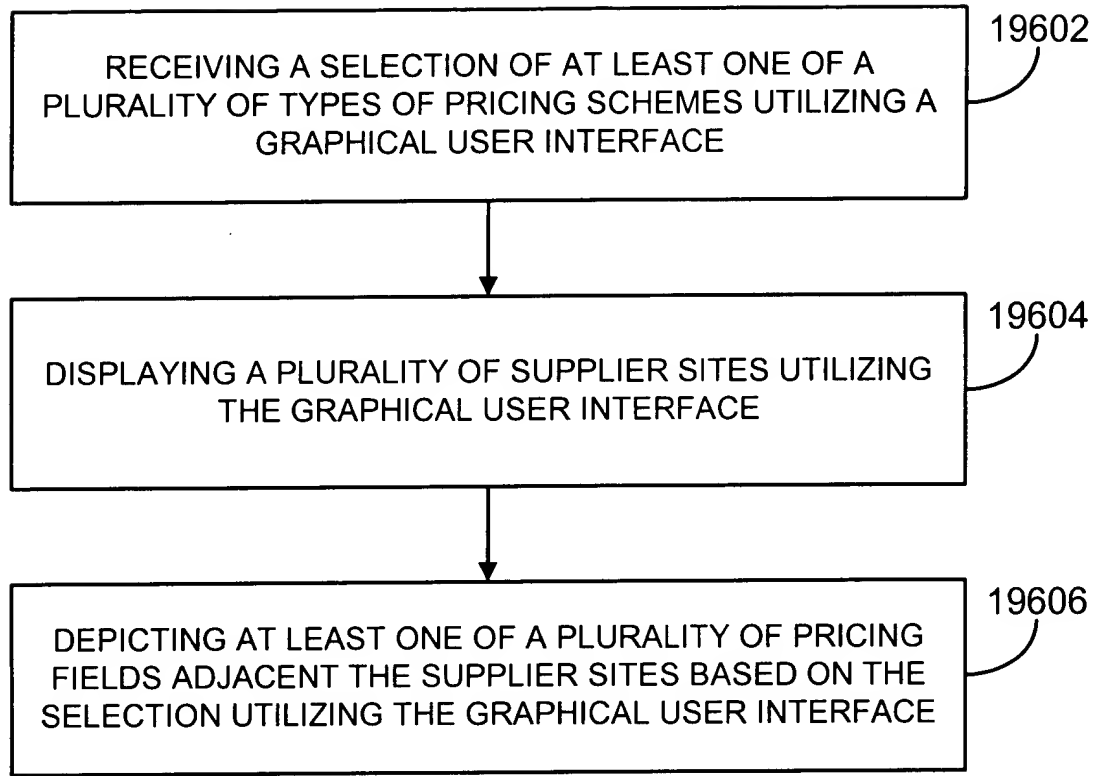 19602
RECEIVING A SELECTION OF AT LEAST ONE OF A
PLURALITY OF TYPES OF PRICING SCHEMES UTILIZING A
GRAPHICAL USER INTERFACE
19604
DISPLAYING A PLURALITY OF SUPPLIER SITES UTILIZING
THE GRAPHICAL USER INTERFACE
19606
DEPICTING AT LEAST ONE OF A PLURALITY OF PRICING
FIELDS ADJACENT THE SUPPLIER SITES BASED ON THE
SELECTION UTILIZING THE GRAPHICAL USER INTERFACE